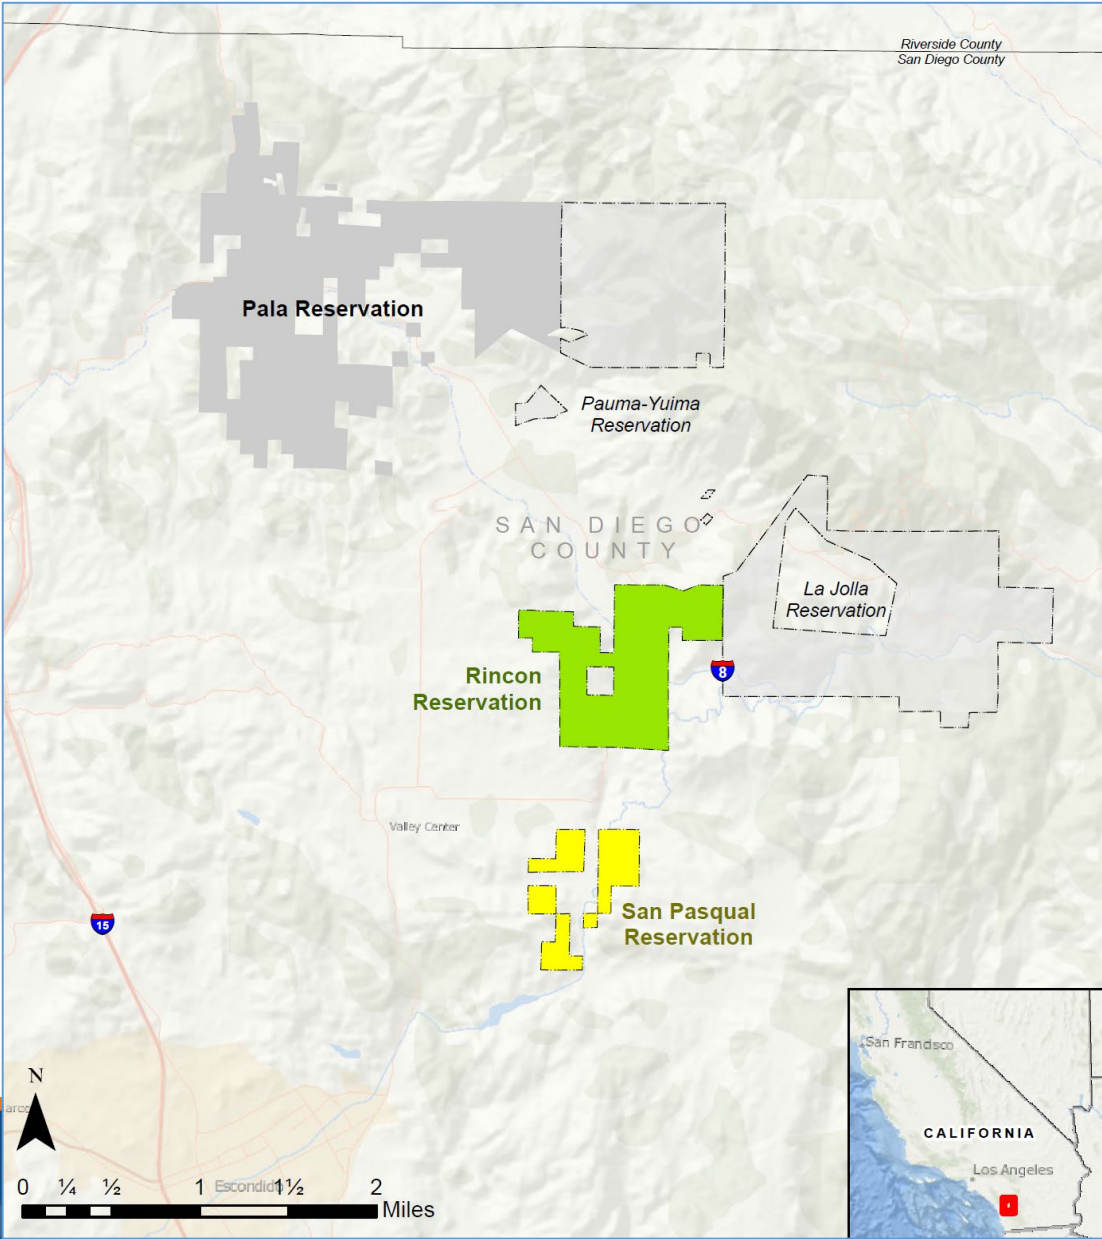 Riverside County
San Diego County
Pala Reservation
Pauma-Yuima
Reservation
SAN DIEGO
COUNTY
La Jolla
Reservation
Rincon
Reservation
8
Valley Center
San Pasqual
Reservation
15
San Francisco
N
CALIFORNIA
Los Angeles
0 ¼ ½ 1 1½ 2
Escondido
Miles